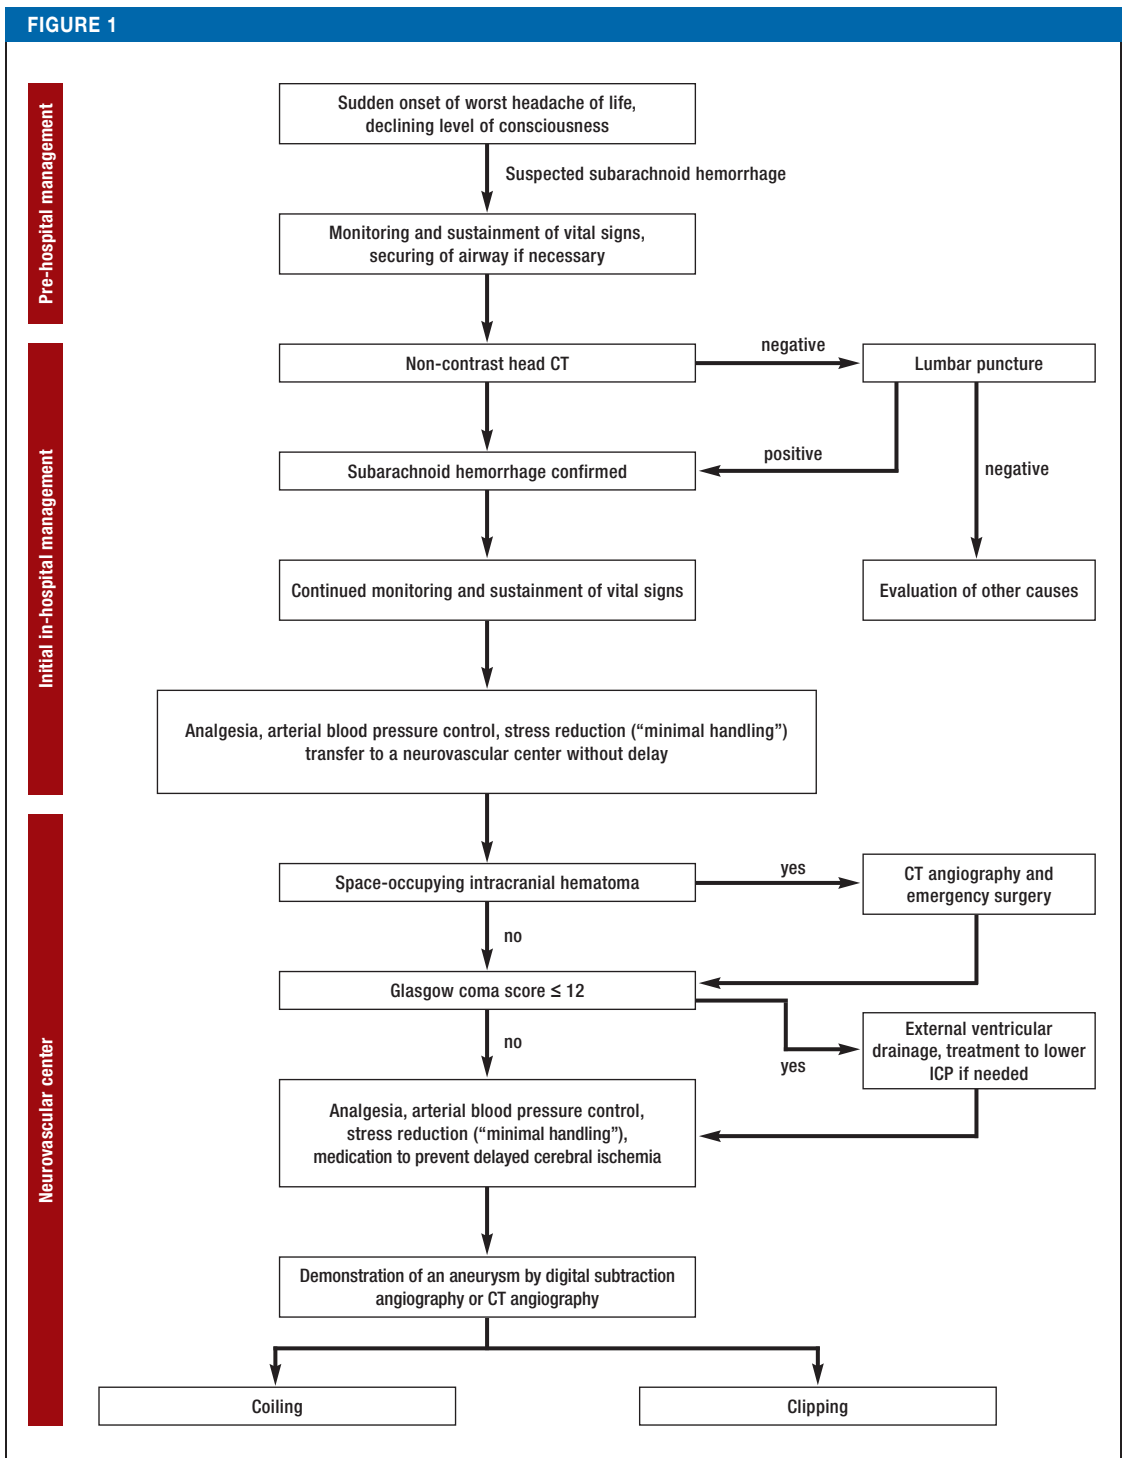 FIGURE 1
Pre-hospital management
Sudden onset of worst headache of life,
declining level of consciousness
Suspected subarachnoid hemorrhage
Monitoring and sustainment of vital signs,
securing of airway if necessary
Initial in-hospital management
Non-contrast head CT
negative
Lumbar puncture
positive
negative
Subarachnoid hemorrhage confirmed
Continued monitoring and sustainment of vital signs
Evaluation of other causes
Analgesia, arterial blood pressure control, stress reduction (“minimal handling”)
transfer to a neurovascular center without delay
Neurovascular center
Space-occupying intracranial hematoma
yes
CT angiography and
emergency surgery
no
Glasgow coma score ≤ 12
no
yes
External ventricular
drainage, treatment to lower
ICP if needed
Analgesia, arterial blood pressure control,
stress reduction (“minimal handling”),
medication to prevent delayed cerebral ischemia
Demonstration of an aneurysm by digital subtraction
angiography or CT angiography
Coiling
Clipping